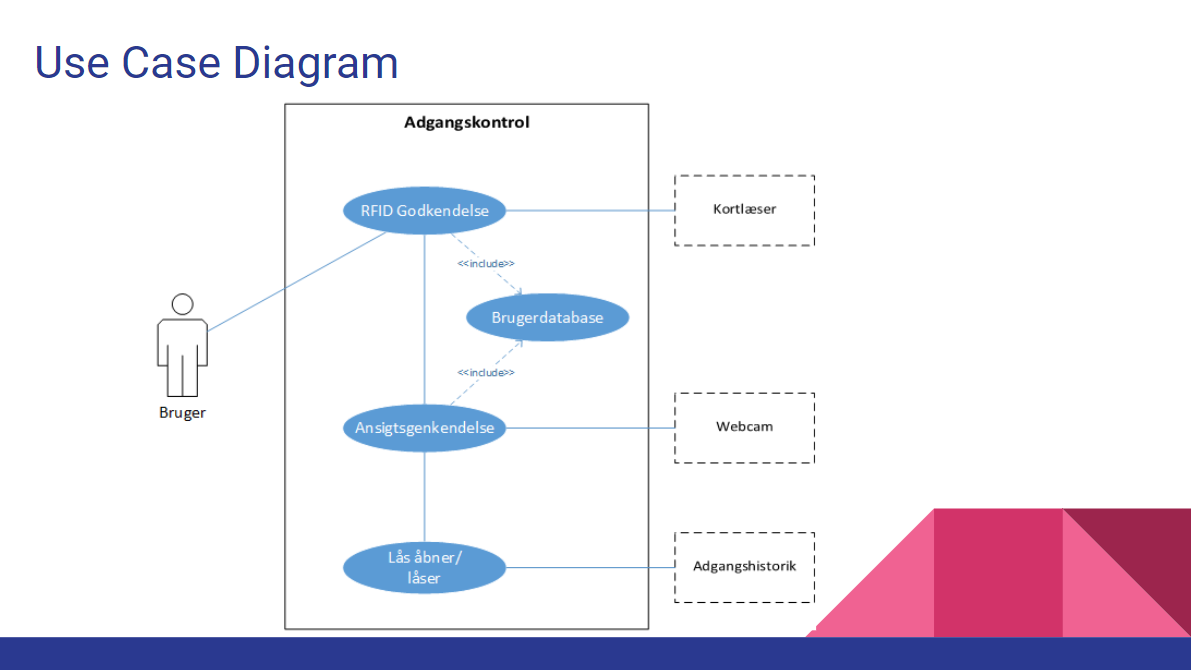 Use Case Diagram
Adgangskontrol
RFID Godkendelse
Kortlæser
<<include>>
Brugerdatabase
<<include>>
Bruger
Ansigtsgenkendelse
Webcam
Lås åbner/
låser
Adgangshistorik